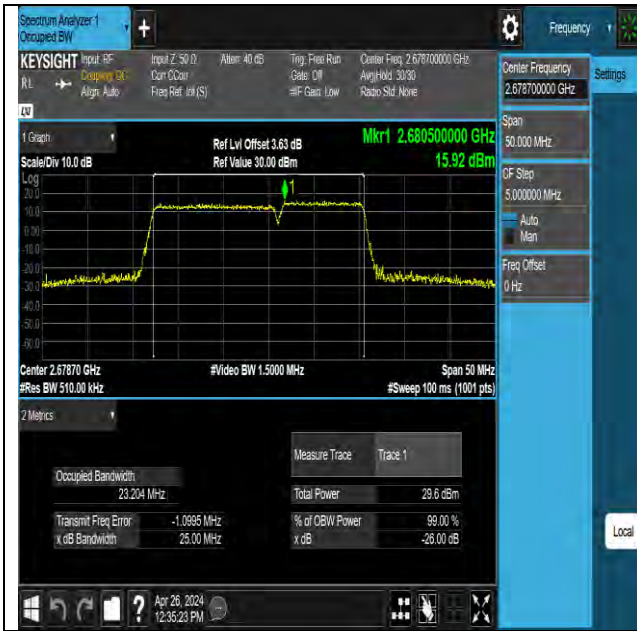 Spectrum Analyzer 1
Occupied BW
+
Frequency
KEYSIGHT Input: RF
Coupling: DC
Align: Auto
RL
Input Z: 50 Ω
Corr CCorr
Freq Ref: Int (S)
Atten: 40 dB
Trig: Free Run
Gate: Off
#IF Gain: Low
Center Freq: 2.678700000 GHz
Avg|Hold: 30/30
Radio Std: None
Center Frequency
2.678700000 GHz
Settings
Span
50.000 MHz
CF Step
5.000000 MHz
Auto
Man
Freq Offset
0 Hz
Local
1 Graph
Scale/Div 10.0 dB
Ref Lvl Offset 3.63 dB
Ref Value 30.00 dBm
Mkr1 2.680500000 GHz
15.92 dBm
Log
20.0
10.0
0.00
-10.0
-20.0
-30.0
-40.0
-50.0
-60.0
1
Center 2.67870 GHz
#Video BW 1.5000 MHz
Span 50 MHz
#Res BW 510.00 kHz
#Sweep 100 ms (1001 pts)
2 Metrics
Measure Trace Trace 1
Occupied Bandwidth
23.204 MHz
Total Power 29.6 dBm
Transmit Freq Error -1.0995 MHz
% of OBW Power 99.00 %
x dB Bandwidth 25.00 MHz
x dB -26.00 dB
?
Apr 26, 2024
12:35:23 PM